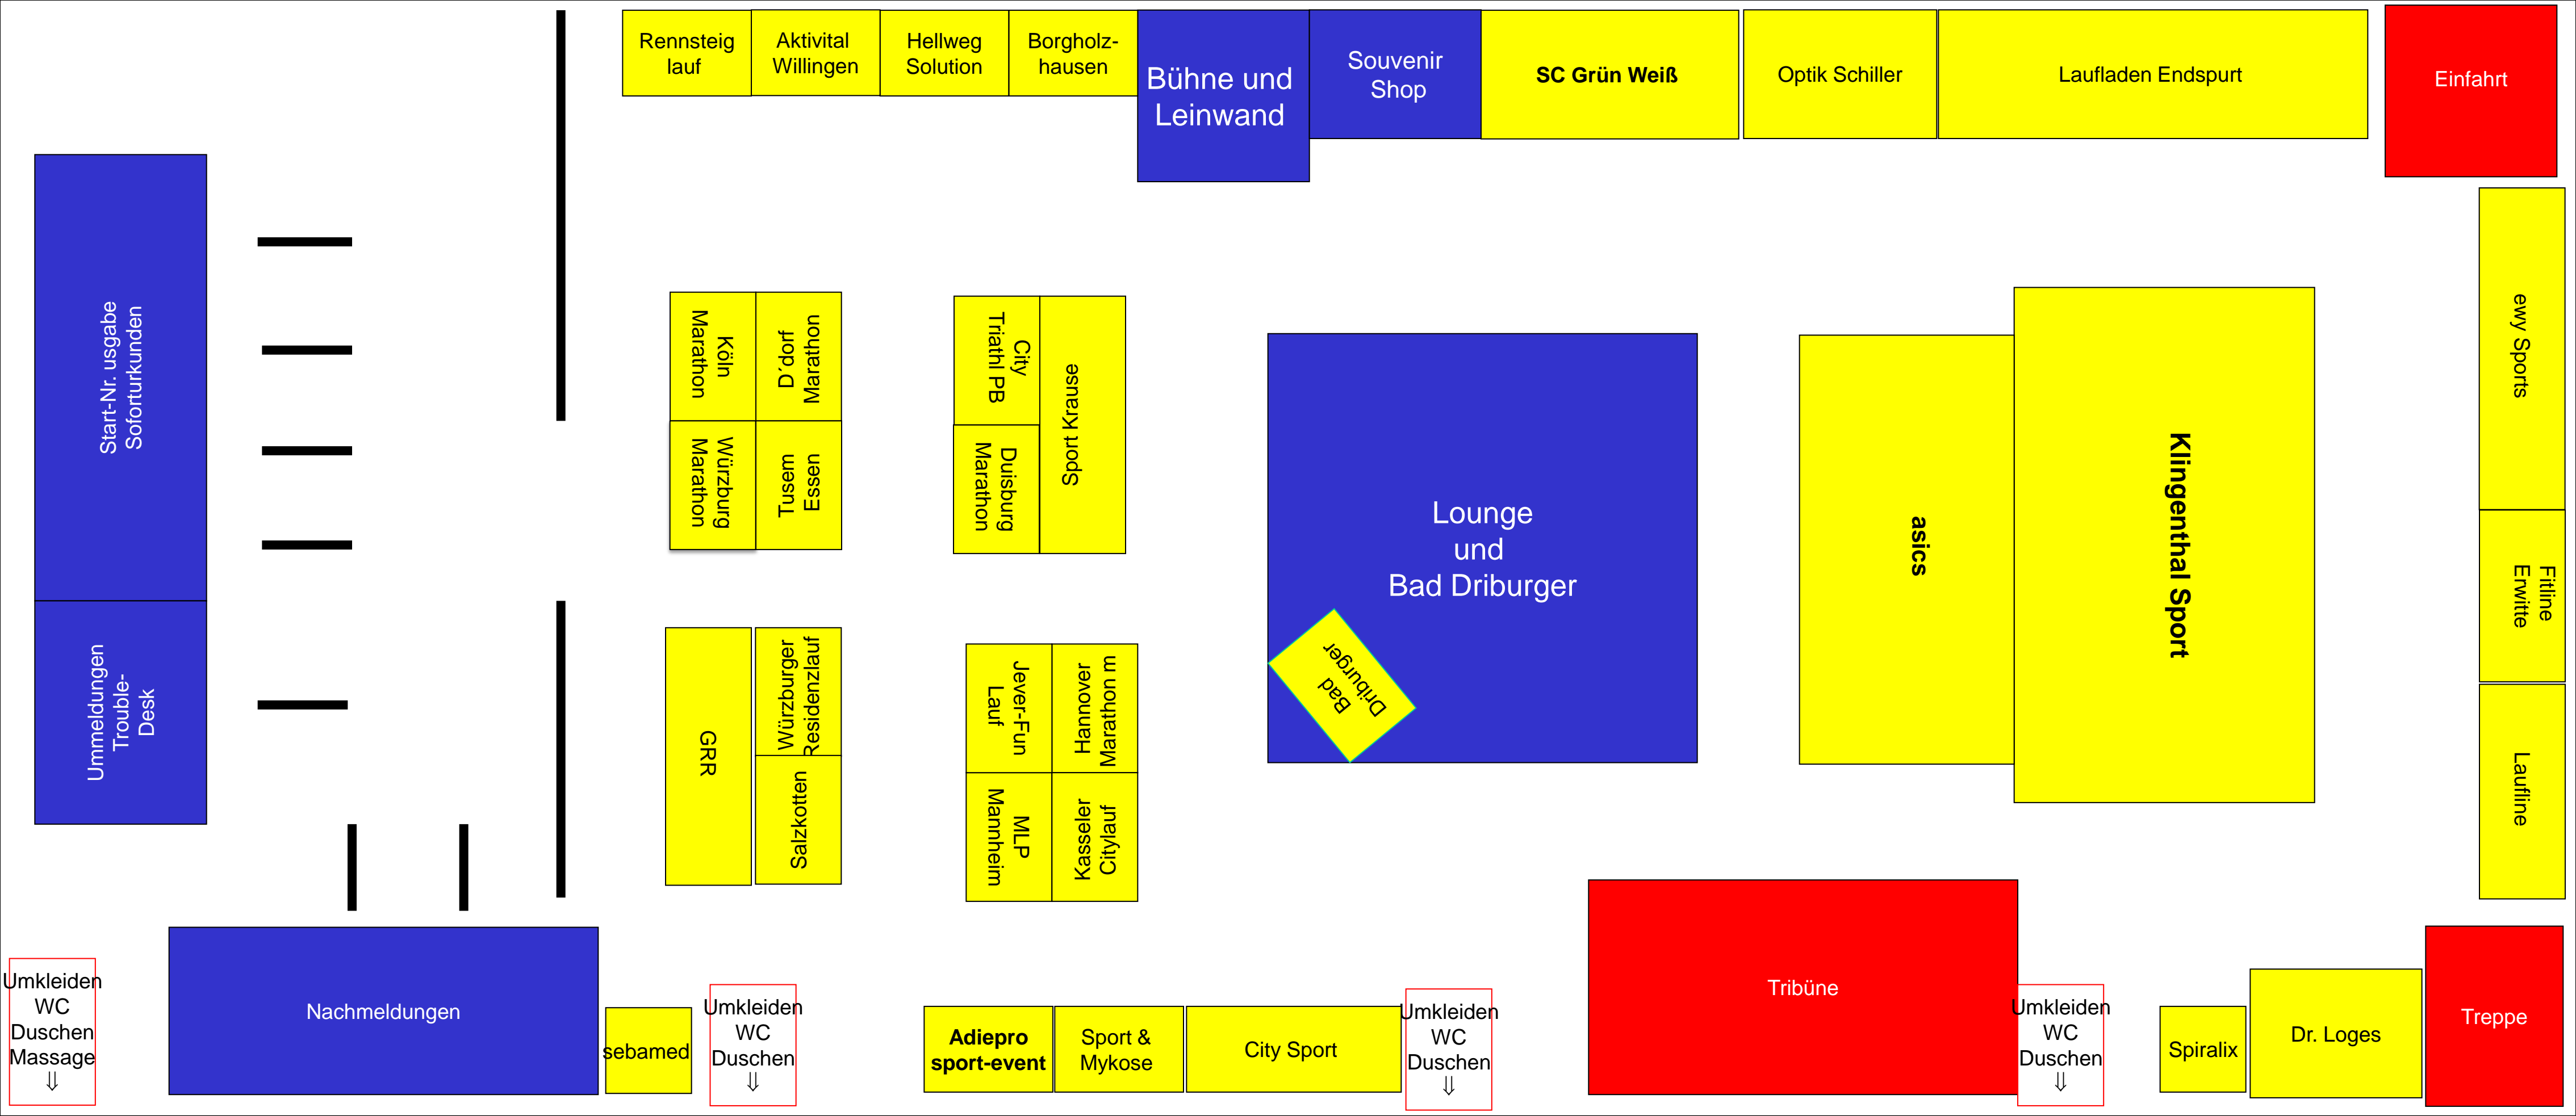 Rennsteig
lauf
Aktivital
Willingen
Hellweg
Solution
Borgholz-
hausen
Bühne und
Leinwand
Souvenir
Shop
SC Grün Weiß
Optik Schiller
Laufladen Endspurt
Einfahrt
Start-Nr. usgabe
Soforturkunden
Ummeldungen
Trouble-
Desk
Köln
Marathon
D´dorf
Marathon
Würzburg
Marathon
Tusem
Essen
City
Triathl PB
Duisburg
Marathon
Sport Krause
GRR
Würzburger
Residenzlauf
Salzkotten
Jever-Fun
Lauf
Hannover
Marathon m
MLP
Mannheim
Kasseler
Citylauf
Lounge
und
Bad Driburger
Bad
Driburger
asics
Klingenthal Sport
ewy Sports
Fitline
Erwitte
Laufline
Umkleiden
WC
Duschen
Massage
⇓
Nachmeldungen
sebamed
Umkleiden
WC
Duschen
⇓
Adiepro
sport-event
Sport &
Mykose
City Sport
Umkleiden
WC
Duschen
⇓
Tribüne
Umkleiden
WC
Duschen
⇓
Spiralix
Dr. Loges
Treppe